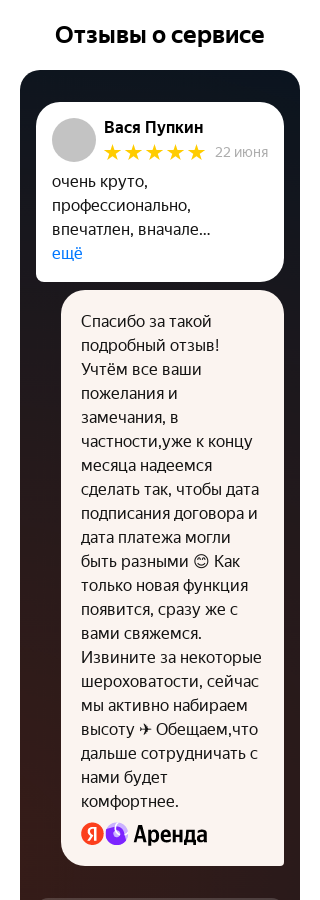 Отзывы о сервисе
Вася Пупкин
22 июня
очень круто,
профессионально,
впечатлен, вначале...
ещё
Спасибо за такой
подробный отзыв!
Учтём все ваши
пожелания и
замечания, в
частности,уже к концу
месяца надеемся
сделать так, чтобы дата
подписания договора и
дата платежа могли
быть разными 😊 Как
только новая функция
появится, сразу же с
вами свяжемся.
Извините за некоторые
шероховатости, сейчас
мы активно набираем
высоту ✈ Обещаем,что
дальше сотрудничать с
нами будет
комфортнее.
Я Аренда